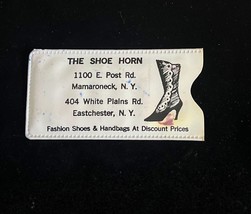 THE SHOE HORN
1100 E. Post Rd.
Mamaroneck, N. Y.
404 White Plains Rd.
Eastchester, N. Y.
Fashion Shoes & Handbags At Discount Prices